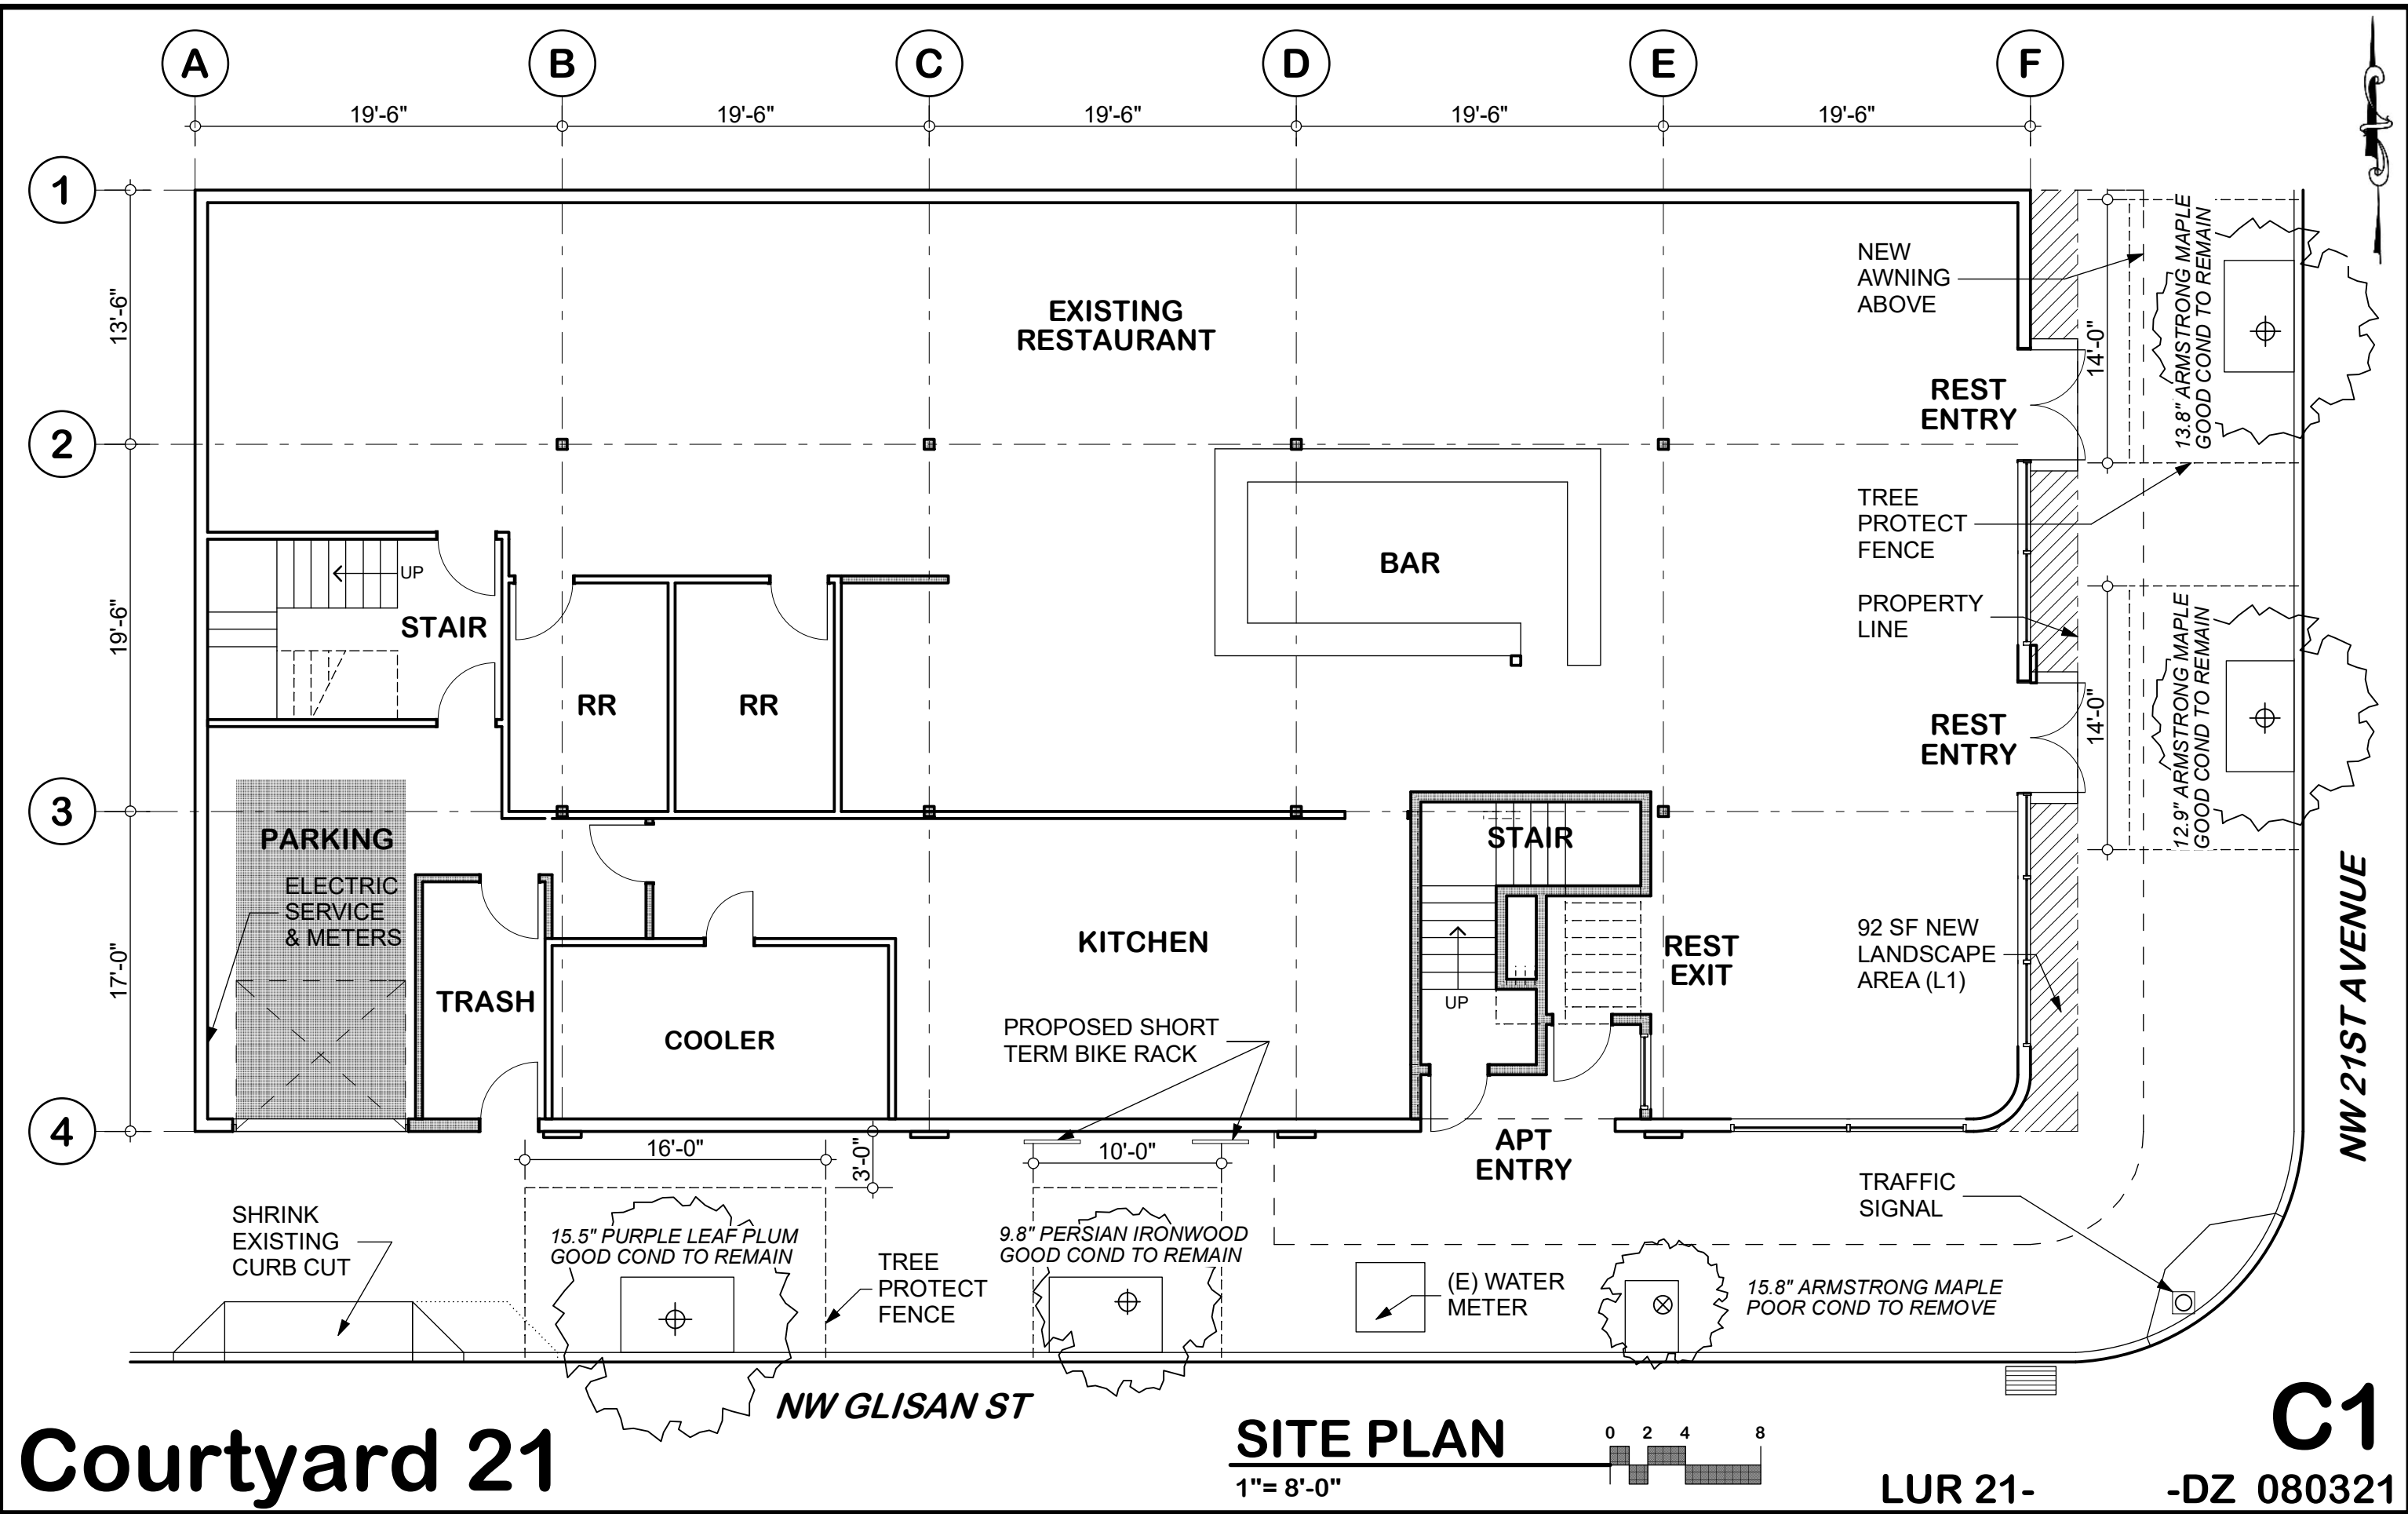 A
B
C
D
E
F
19'-6"
19'-6"
19'-6"
19'-6"
19'-6"
1
2
3
4
13'-6"
19'-6"
17'-0"
EXISTING
RESTAURANT
NEW
AWNING
ABOVE
REST
ENTRY
14'-0"
13.8" ARMSTRONG MAPLE
GOOD COND TO REMAIN
TREE
PROTECT
FENCE
PROPERTY
LINE
BAR
UP
STAIR
RR
RR
REST
ENTRY
14'-0"
12.9" ARMSTRONG MAPLE
GOOD COND TO REMAIN
PARKING
ELECTRIC
SERVICE
& METERS
TRASH
COOLER
KITCHEN
STAIR
UP
REST
EXIT
92 SF NEW
LANDSCAPE
AREA (L1)
NW 21ST AVENUE
PROPOSED SHORT
TERM BIKE RACK
16'-0"
3'-0"
10'-0"
APT
ENTRY
TRAFFIC
SIGNAL
SHRINK
EXISTING
CURB CUT
15.5" PURPLE LEAF PLUM
GOOD COND TO REMAIN
TREE
PROTECT
FENCE
9.8" PERSIAN IRONWOOD
GOOD COND TO REMAIN
(E) WATER
METER
15.8" ARMSTRONG MAPLE
POOR COND TO REMOVE
NW GLISAN ST
Courtyard 21
SITE PLAN
1"= 8'-0"
0 2 4 8
C1
LUR 21- -DZ 080321